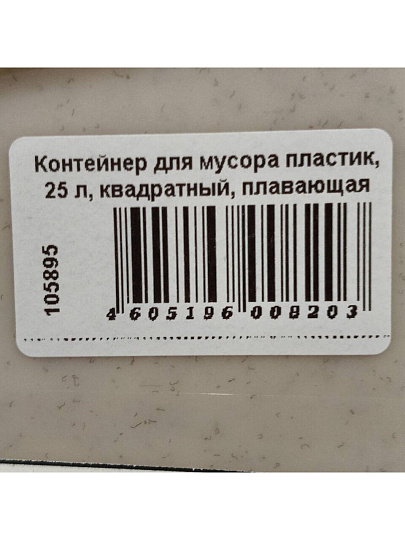 Контейнер для мусора пластик,
25 л, квадратный, плавающая
105895
4 605196 008203